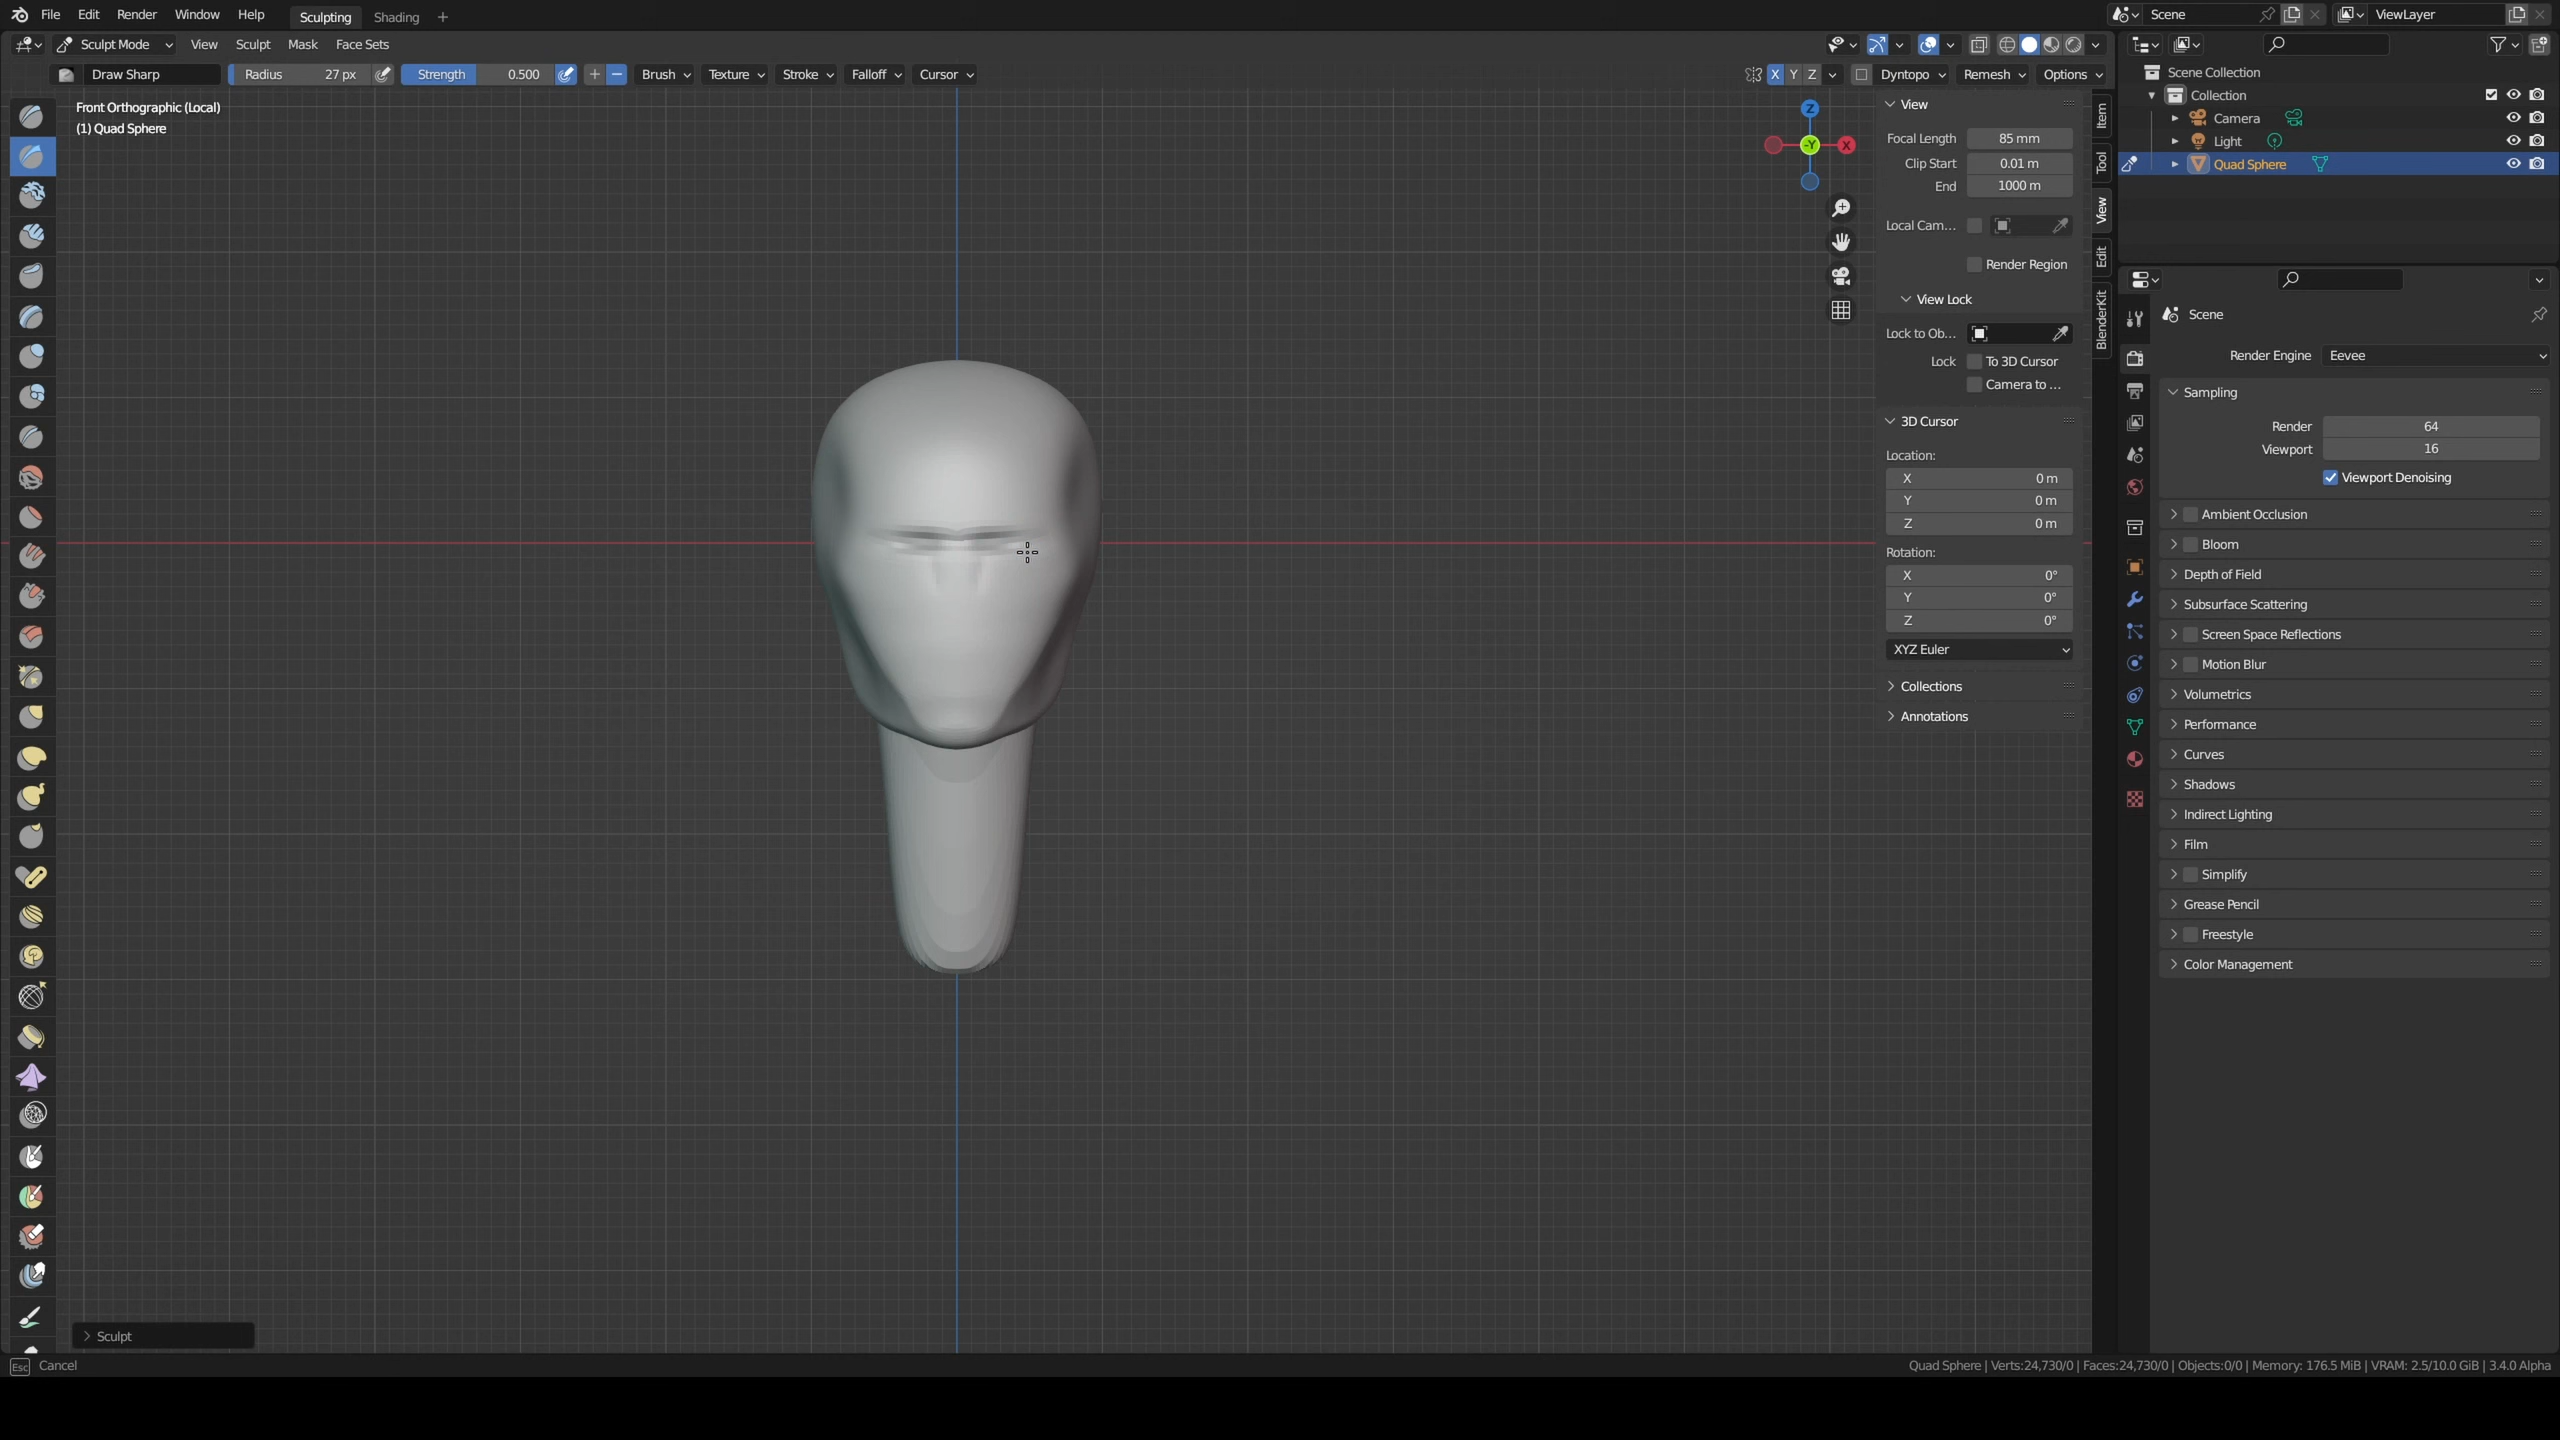 File Edit Render Window Help Sculpting Shading + Scene ViewLayer
Sculpt Mode View Sculpt Mask Face Sets
Draw Sharp Radius 27 px Strength 0.500 Brush Texture Stroke Falloff Cursor X Y Z Dyntopo Remesh Options
Front Orthographic (Local)
(1) Quad Sphere
Z
-Y X
View
Focal Length 85 mm
Clip Start 0.01 m
End 1000 m
Local Cam...
Render Region
View Lock
Lock to Ob...
Lock To 3D Cursor
Camera to ...
3D Cursor
Location:
X 0 m
Y 0 m
Z 0 m
Rotation:
X 0°
Y 0°
Z 0°
XYZ Euler
Collections
Annotations
Item
Tool
View
Edit
BlenderKit
Scene Collection
Collection
Camera
Light
Quad Sphere
Scene
Render Engine Eevee
Sampling
Render 64
Viewport 16
Viewport Denoising
Ambient Occlusion
Bloom
Depth of Field
Subsurface Scattering
Screen Space Reflections
Motion Blur
Volumetrics
Performance
Curves
Shadows
Indirect Lighting
Film
Simplify
Grease Pencil
Freestyle
Color Management
Sculpt
Esc Cancel
Quad Sphere | Verts:24,730/0 | Faces:24,730/0 | Objects:0/0 | Memory: 176.5 MiB | VRAM: 2.5/10.0 GiB | 3.4.0 Alpha